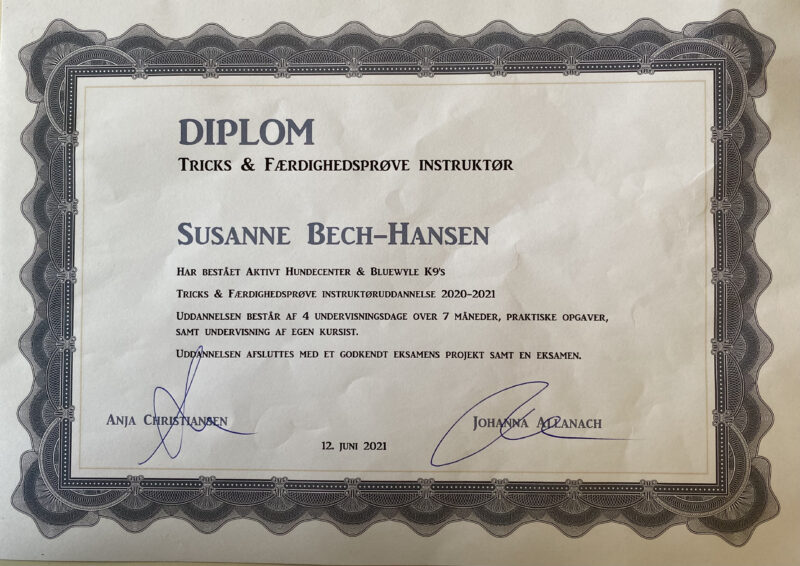 DIPLOM
TRICKS & FÆRDIGHEDSPRØVE INSTRUKTØR
SUSANNE BECH-HANSEN
HAR BESTÅET AKTIVT HUNDECENTER & BLUEWYLE K9'S
TRICKS & FÆRDIGHEDSPRØVE INSTRUKTØRUDDANNELSE 2020-2021
UDDANNELSEN BESTÅR AF 4 UNDERVISNINGSDAGE OVER 7 MÅNEDER, PRAKTISKE OPGAVER,
SAMT UNDERVISNING AF EGEN KURSIST.
UDDANNELSEN AFSLUTTES MED ET GODKENDT EKSAMENS PROJEKT SAMT EN EKSAMEN.
ANJA CHRISTIANSEN
JOHANNA ALLANACH
12. JUNI 2021